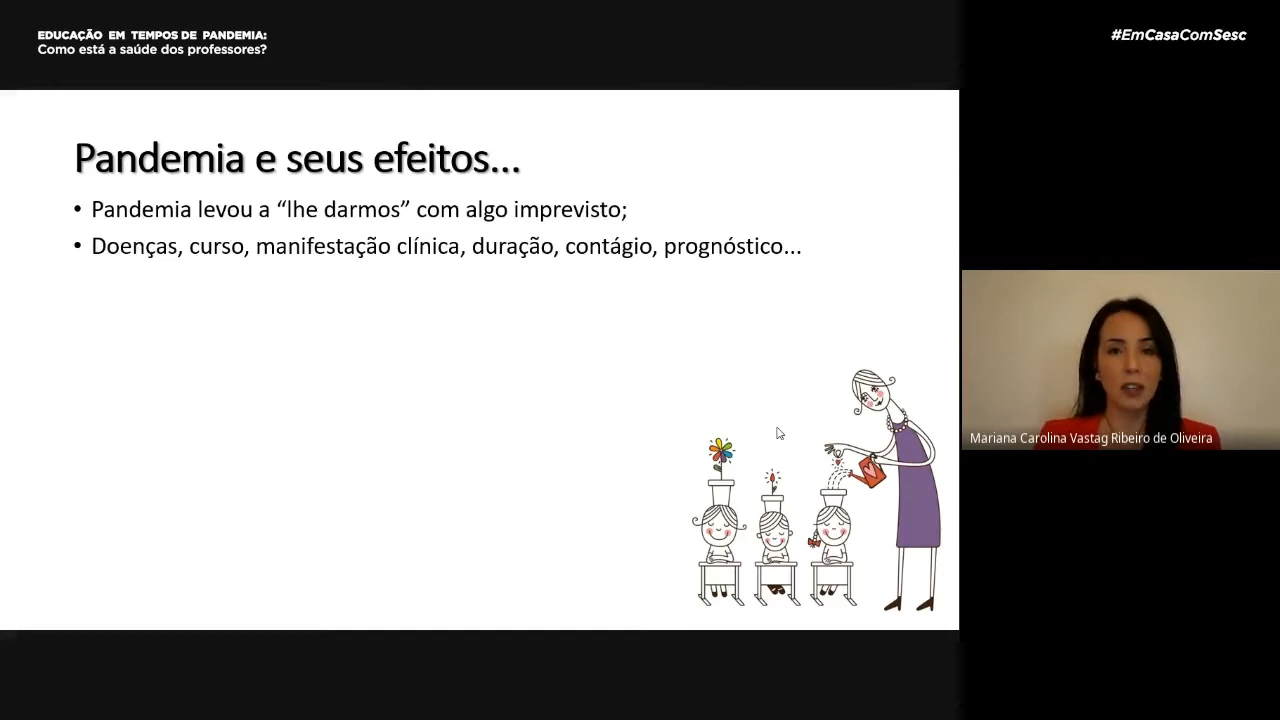 EDUCAÇÃO EM TEMPOS DE PANDEMIA:
Como está a saúde dos professores?
#EmCasaComSesc
Pandemia e seus efeitos...
• Pandemia levou a “lhe darmos” com algo imprevisto;
• Doenças, curso, manifestação clínica, duração, contágio, prognóstico...
Mariana Carolina Vastag Ribeiro de Oliveira